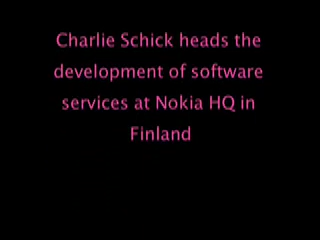 Charlie Schick heads the
development of software
services at Nokia HQ in
Finland